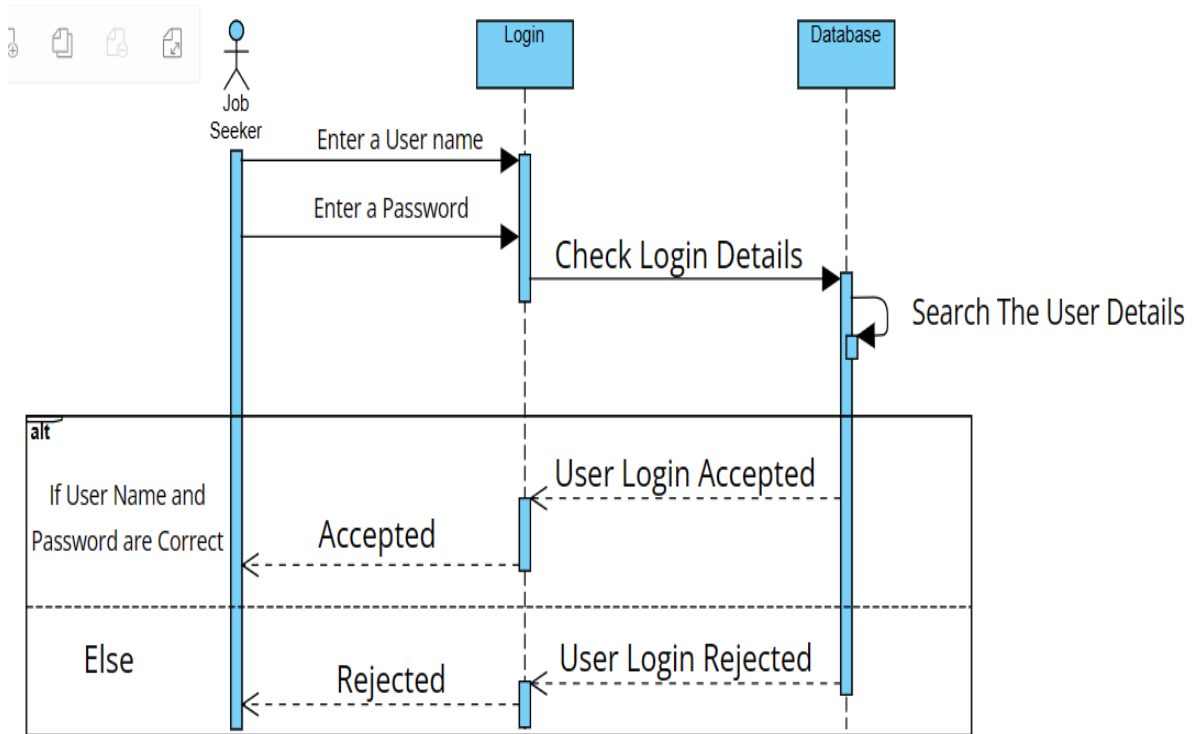 Login
Database
Job
Seeker
Enter a User name
Enter a Password
Check Login Details
Search The User Details
alt
User Login Accepted
If User Name and
Password are Correct
Accepted
Else
User Login Rejected
Rejected